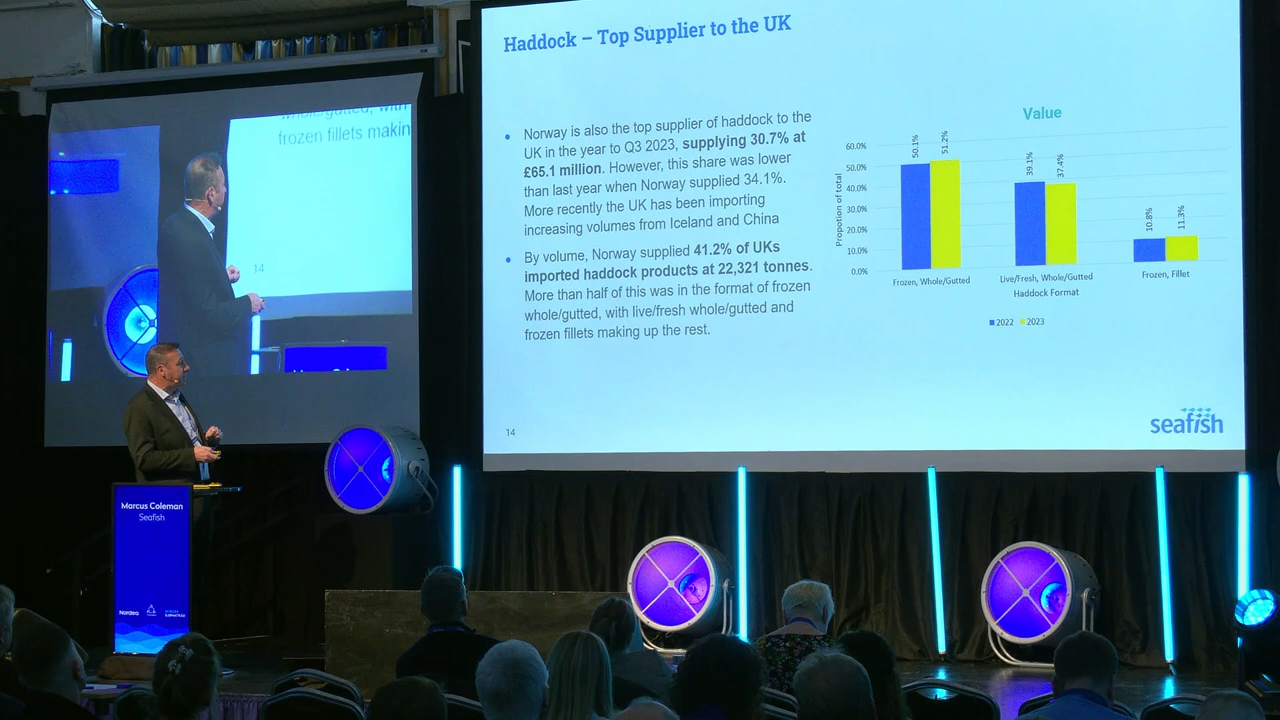 whole/gutted, with
frozen fillets makin
14
Marcus Coleman
Seafish
Nordea
Haddock – Top Supplier to the UK
• Norway is also the top supplier of haddock to the
UK in the year to Q3 2023, supplying 30.7% at
£65.1 million. However, this share was lower
than last year when Norway supplied 34.1%.
More recently the UK has been importing
increasing volumes from Iceland and China
• By volume, Norway supplied 41.2% of UKs
imported haddock products at 22,321 tonnes.
More than half of this was in the format of frozen
whole/gutted, with live/fresh whole/gutted and
frozen fillets making up the rest.
14
Value
Propotion of total
60.0%
50.0%
40.0%
30.0%
20.0%
10.0%
0.0%
50.1%
51.2%
39.1%
37.4%
10.8%
11.3%
Frozen, Whole/Gutted
Live/Fresh, Whole/Gutted
Frozen, Fillet
Haddock Format
2022
2023
seafish